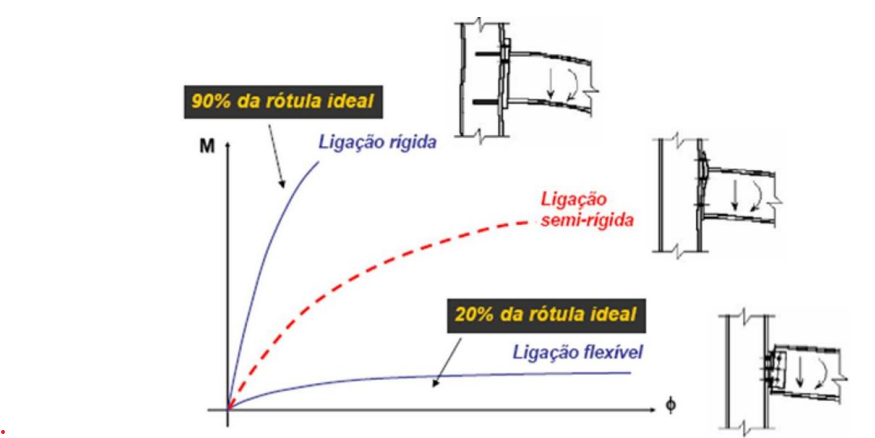 90% da rótula ideal
M
Ligação rígida
Ligação
semi-rígida
20% da rótula ideal
Ligação flexível
ϕ